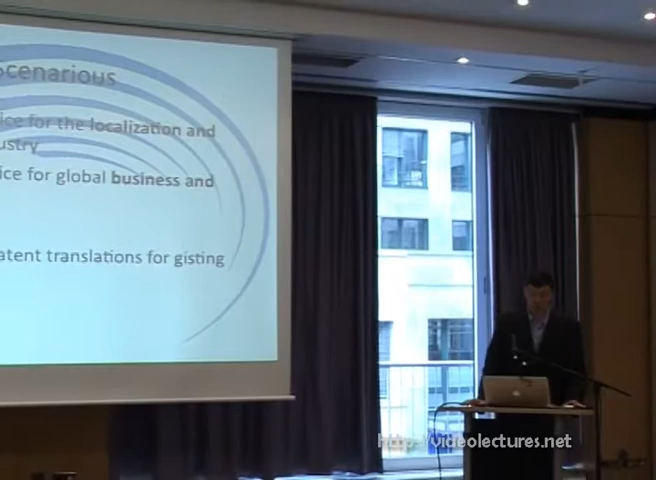 Scenarious
ice for the localization and
ustry
ice for global business and
atent translations for gisting
http://videolectures.net